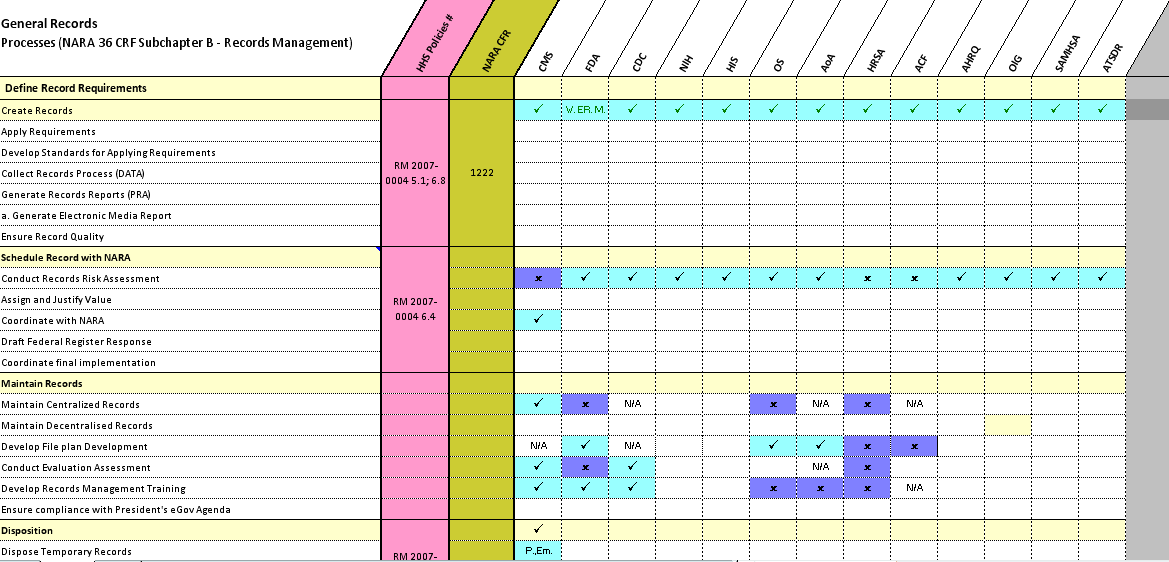 General Records
Processes (NARA 36 CRF Subchapter B - Records Management)
HHS Policies #
NARA CFR
CMS
FDA
CDC
NIH
HIS
OS
AoA
HRSA
ACF
AHRQ
OIG
SAMHSA
ATSDR
Define Record Requirements
Create Records ✓ V. ER. M. ✓ ✓ ✓ ✓ ✓ ✓ ✓ ✓ ✓ ✓ ✓
Apply Requirements
Develop Standards for Applying Requirements
Collect Records Process (DATA)
RM 2007-
0004 5.1; 6.8
1222
Generate Records Reports (PRA)
a. Generate Electronic Media Report
Ensure Record Quality
Schedule Record with NARA
Conduct Records Risk Assessment x ✓ ✓ ✓ ✓ ✓ ✓ x x ✓ ✓ ✓ ✓
Assign and Justify Value
RM 2007-
0004 6.4
Coordinate with NARA ✓
Draft Federal Register Response
Coordinate final implementation
Maintain Records
Maintain Centralized Records ✓ x N/A x N/A x N/A
Maintain Decentralised Records
Develop File plan Development N/A ✓ N/A ✓ ✓ x x
Conduct Evaluation Assessment ✓ x ✓ N/A x
Develop Records Management Training ✓ ✓ ✓ x x x N/A
Ensure compliance with President's eGov Agenda
Disposition ✓
Dispose Temporary Records RM 2007- P.,Em.